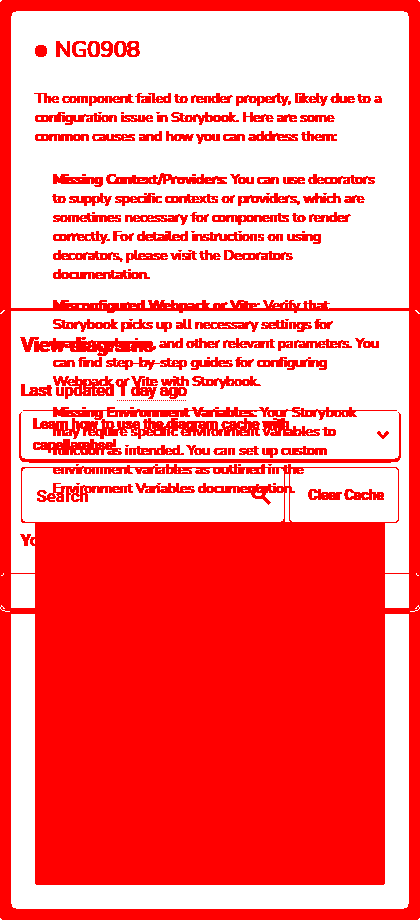 NG0908
The component failed to render properly, likely due to a
configuration issue in Storybook. Here are some
common causes and how you can address them:
Missing Context/Providers: You can use decorators
to supply specific contexts or providers, which are
sometimes necessary for components to render
correctly. For detailed instructions on using
decorators, please visit the Decorators
documentation.
Misconfigured Webpack or Vite: Verify that
Storybook picks up all necessary settings for
View diagrams
and other relevant parameters. You
can find step-by-step guides for configuring
Webpack or Vite with Storybook.
Last updated 1 day ago
Missing Environment Variables: Your Storybook
Learn how to use the diagram cache with
may require specific environment variables to
capellambse!
function as intended. You can set up custom
environment variables as outlined in the
Environment Variables documentation.
Search
Clear Cache